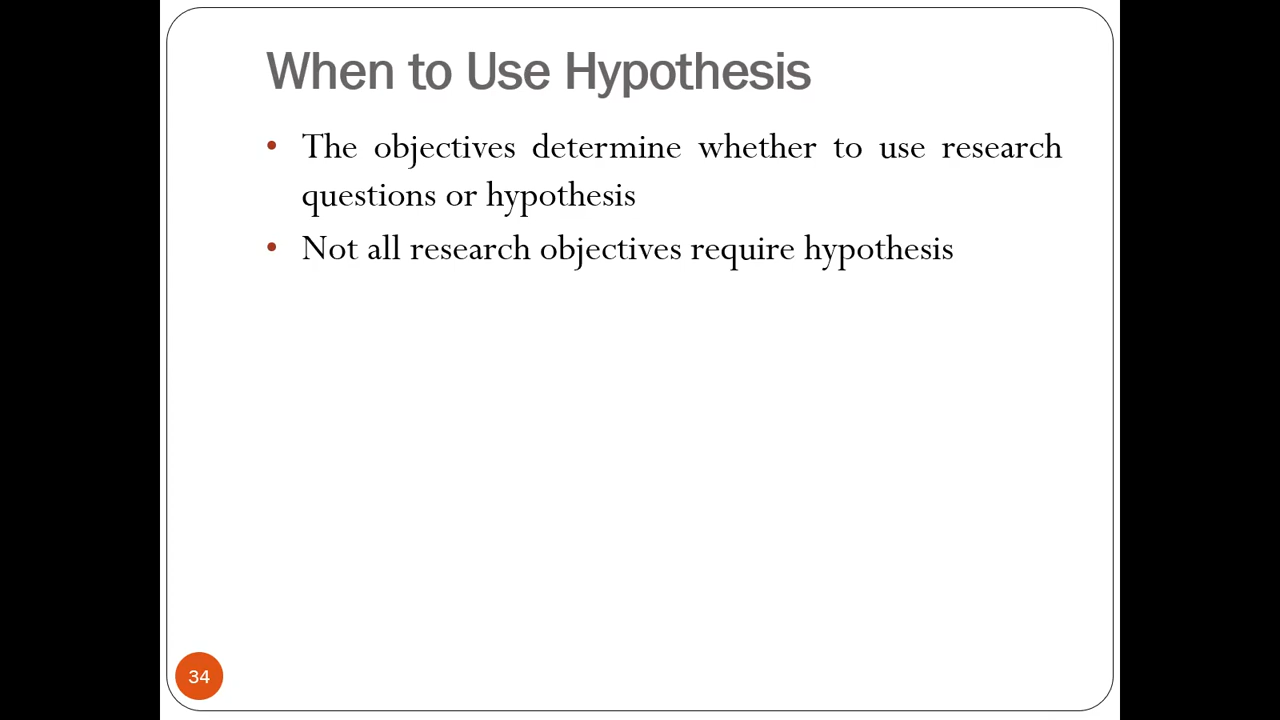 When to Use Hypothesis
• The objectives determine whether to use research
questions or hypothesis
• Not all research objectives require hypothesis
34